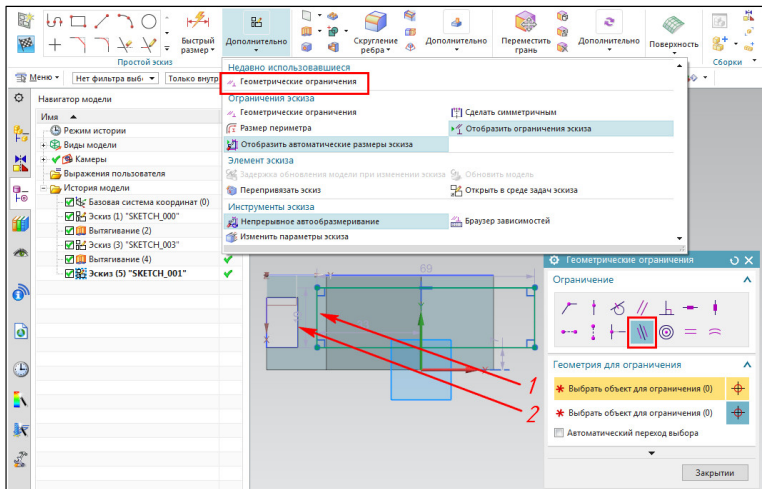 Быстрый размер
Дополнительно
Скругление ребра
Дополнительно
Переместить грань
Дополнительно
Поверхность
Простой эскиз
Сборки
Меню
Нет фильтра выб
Только внутр
Недавно использовавшиеся
Геометрические ограничения
Ограничения эскиза
Геометрические ограничения
Сделать симметричным
Размер периметра
Отобразить ограничения эскиза
Отобразить автоматические размеры эскиза
Элемент эскиза
Задержка обновления модели при изменении эскиза
Обновить модель
Перепривязать эскиз
Открыть в среде задач эскиза
Инструменты эскиза
Непрерывное автообразмеривание
Браузер зависимостей
Изменить параметры эскиза
Навигатор модели
Имя
Режим истории
Виды модели
Камеры
Выражения пользователя
История модели
Базовая система координат (0)
Эскиз (1) "SKETCH_000"
Вытягивание (2)
Эскиз (3) "SKETCH_003"
Вытягивание (4)
Эскиз (5) "SKETCH_001"
69
1
2
Геометрические ограничения
Ограничение
Геометрия для ограничения
Выбрать объект для ограничения (0)
Выбрать объект для ограничения (0)
Автоматический переход выбора
Закрытии